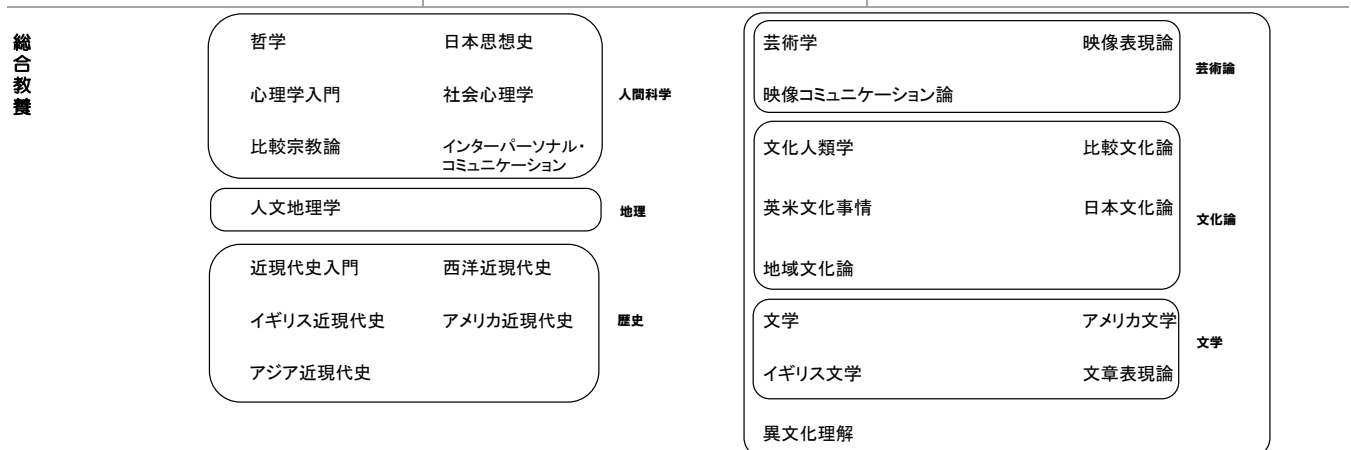 総合教養
哲学 日本思想史
心理学入門 社会心理学 人間科学
比較宗教論 インターパーソナル・
コミュニケーション
人文地理学 地理
近現代史入門 西洋近現代史
イギリス近現代史 アメリカ近現代史 歴史
アジア近現代史
芸術学 映像表現論
芸術論
映像コミュニケーション論
文化人類学 比較文化論
英米文化事情 日本文化論
文化論
地域文化論
文学 アメリカ文学
文学
イギリス文学 文章表現論
異文化理解